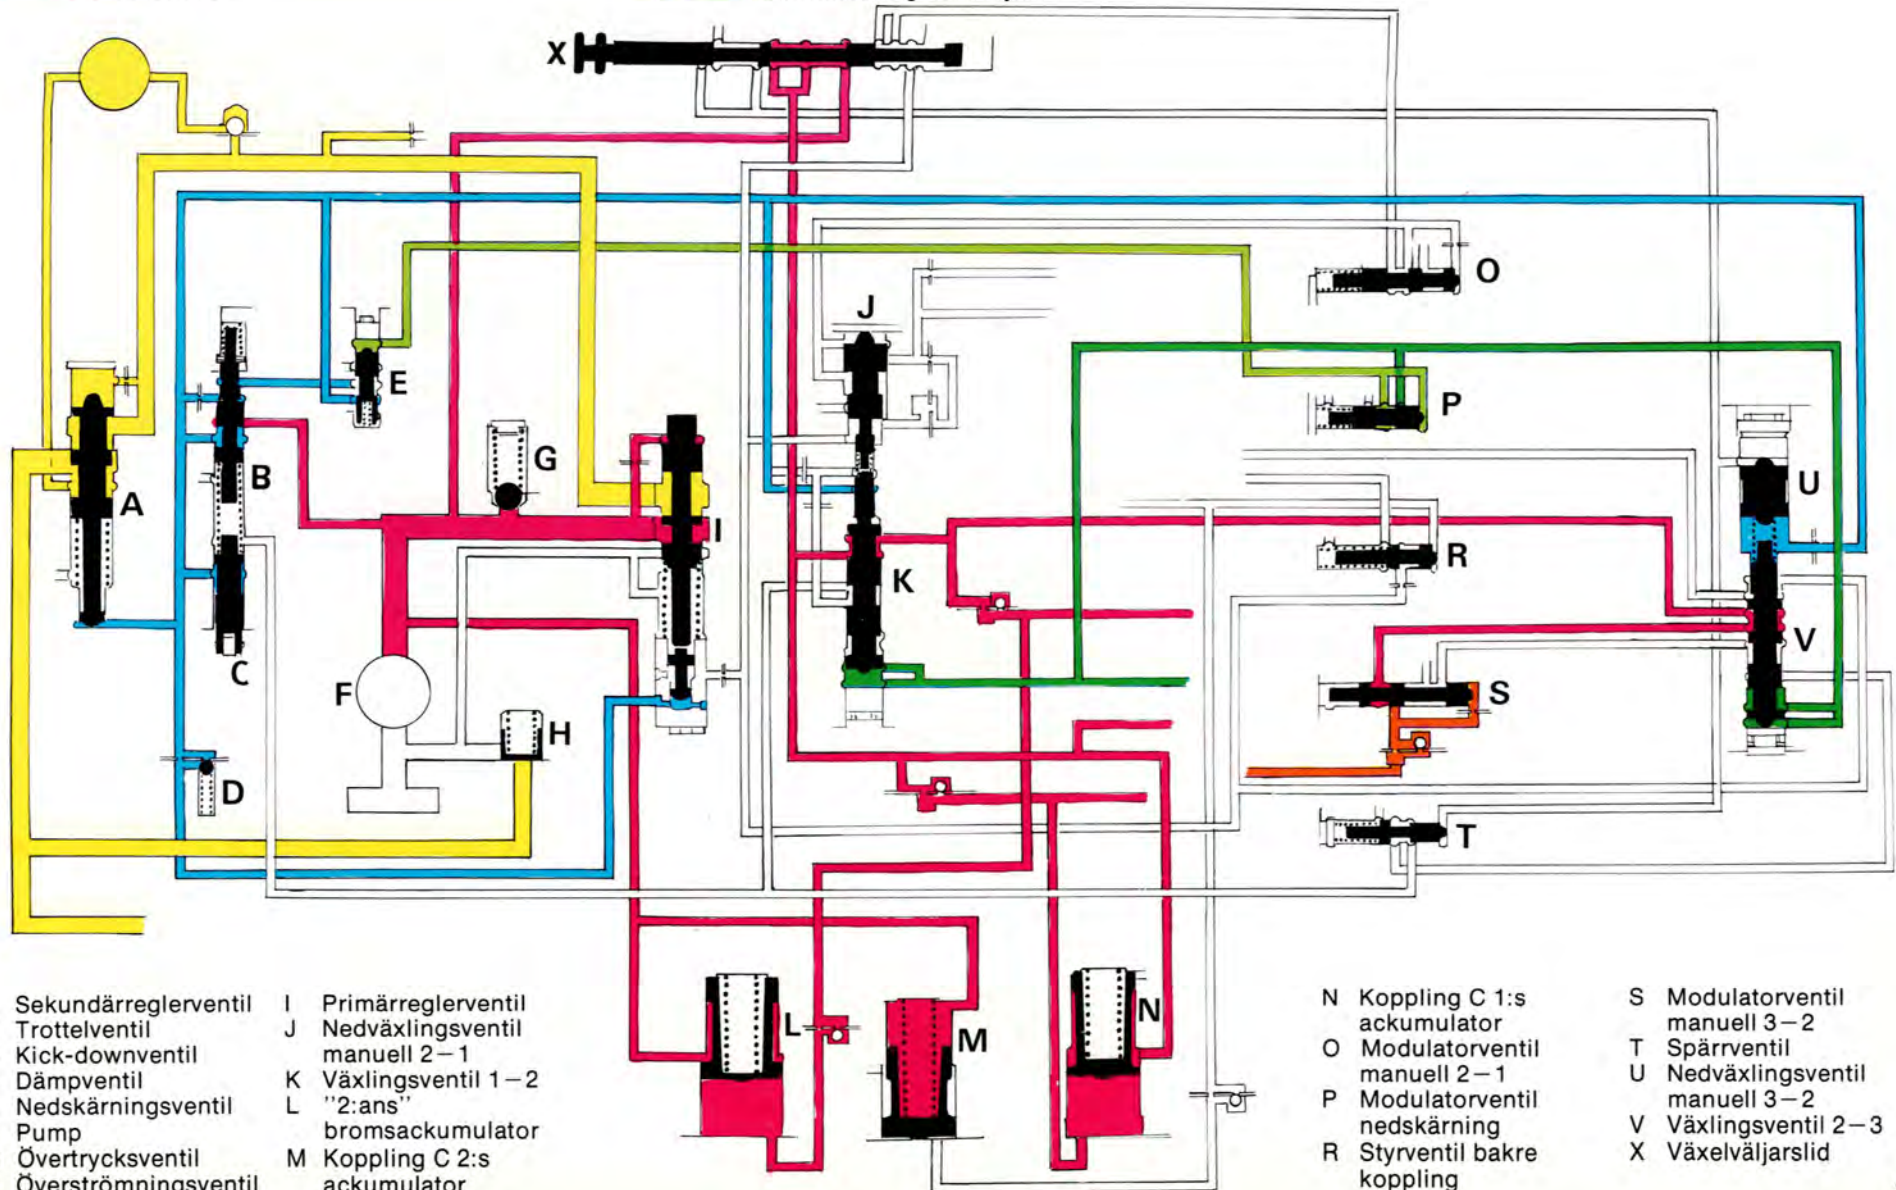 X
O
J
E
P
G
B
U
A
I
R
K
V
C
F
S
H
D
T
L
M
N
Sekundärreglerventil
Trottelventil
Kick-downventil
Dämpventil
Nedskärningsventil
Pump
Övertrycksventil
Överströmningsventil
I Primärreglerventil
J Nedväxlingsventil
manuell 2–1
K Växlingsventil 1–2
L "2:ans"
bromsackumulator
M Koppling C 2:s
ackumulator
N Koppling C 1:s
ackumulator
O Modulatorventil
manuell 2–1
P Modulatorventil
nedskärning
R Styrventil bakre
koppling
S Modulatorventil
manuell 3–2
T Spärrventil
U Nedväxlingsventil
manuell 3–2
V Växlingsventil 2–3
X Växelväljarslid